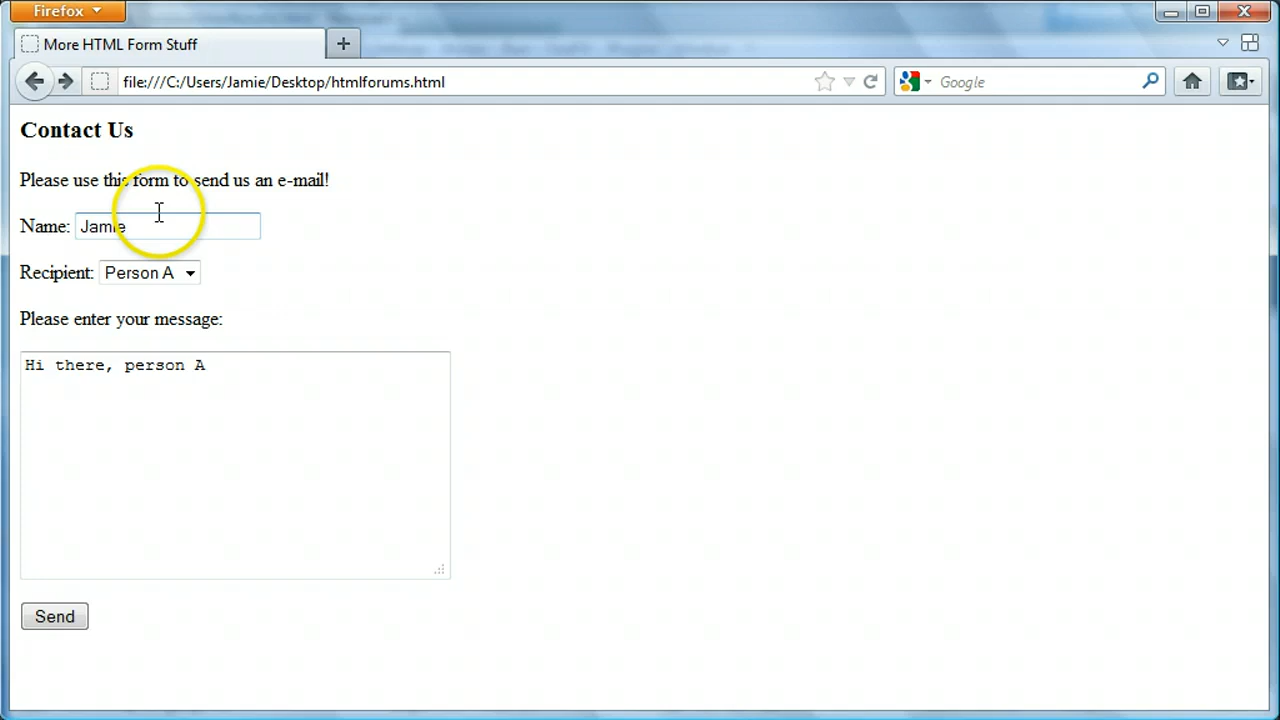 Firefox
More HTML Form Stuff
file:///C:/Users/Jamie/Desktop/htmlforums.html
Google
Contact Us
Please use this form to send us an e-mail!
Name: Jamie
Recipient: Person A
Please enter your message:
Hi there, person A
Send